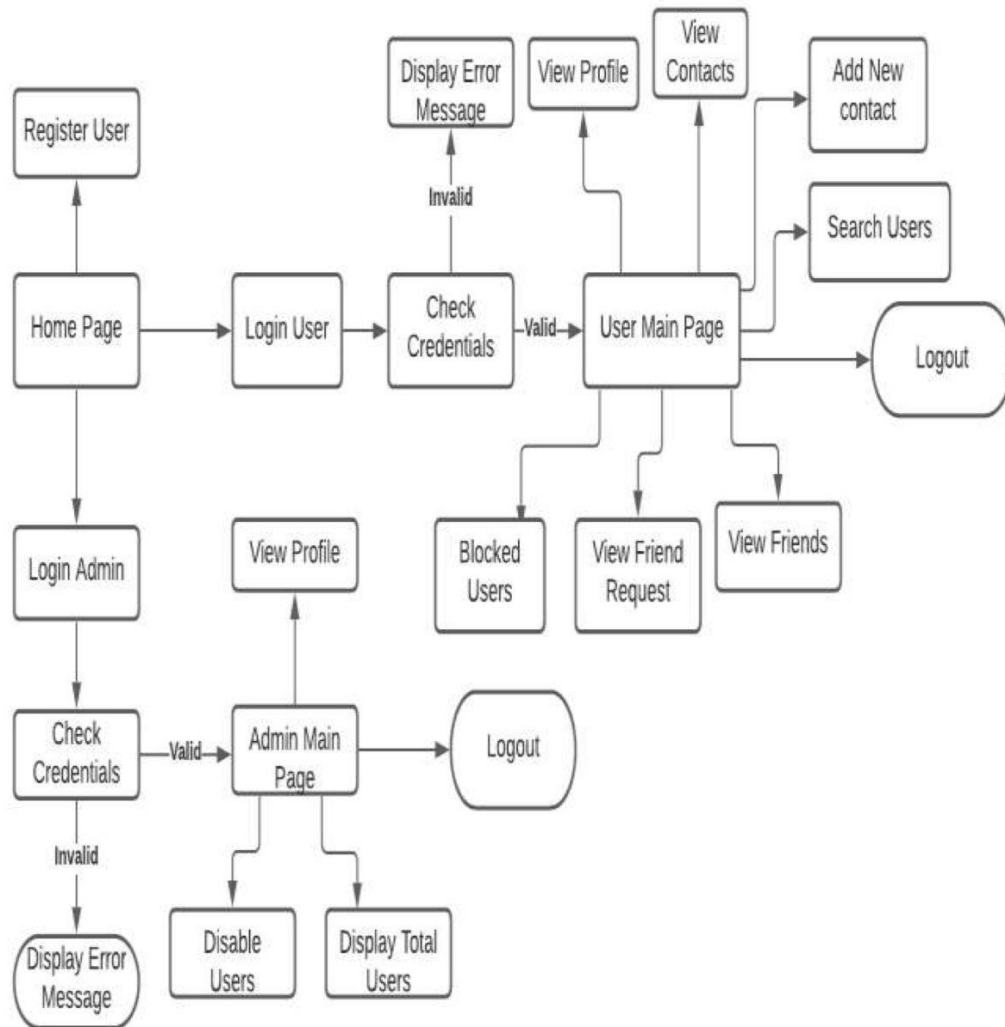 View
Contacts
Display Error
Message
View Profile
Add New
contact
Register User
Invalid
Search Users
Home Page
Login User
Check
Credentials
Valid
User Main Page
Logout
Login Admin
View Profile
Blocked
Users
View Friend
Request
View Friends
Check
Credentials
Valid
Admin Main
Page
Logout
Invalid
Disable
Users
Display Total
Users
Display Error
Message